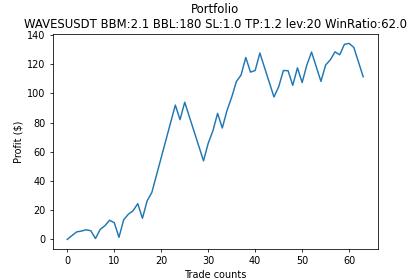 Portfolio
WAVESUSDT BBM:2.1 BBL:180 SL:1.0 TP:1.2 lev:20 WinRatio:62.0
140
120
100
80
60
40
20
0
Profit ($)
0 10 20 30 40 50 60
Trade counts